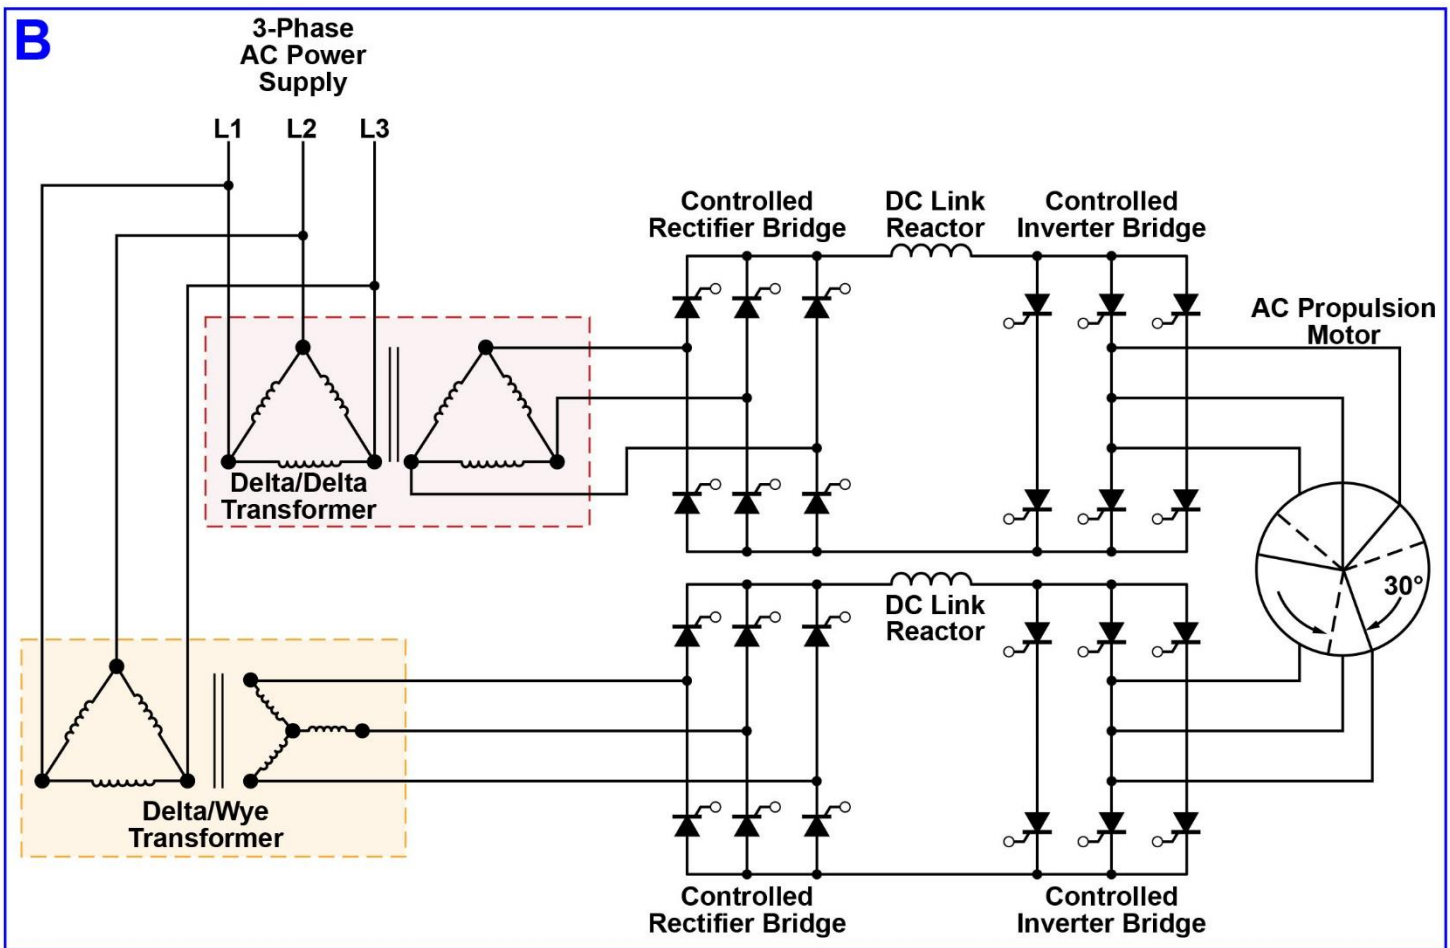 B
3-Phase
AC Power
Supply
L1 L2 L3
Controlled
Rectifier Bridge
DC Link
Reactor
Controlled
Inverter Bridge
AC Propulsion
Motor
Delta/Delta
Transformer
30°
DC Link
Reactor
Delta/Wye
Transformer
Controlled
Rectifier Bridge
Controlled
Inverter Bridge